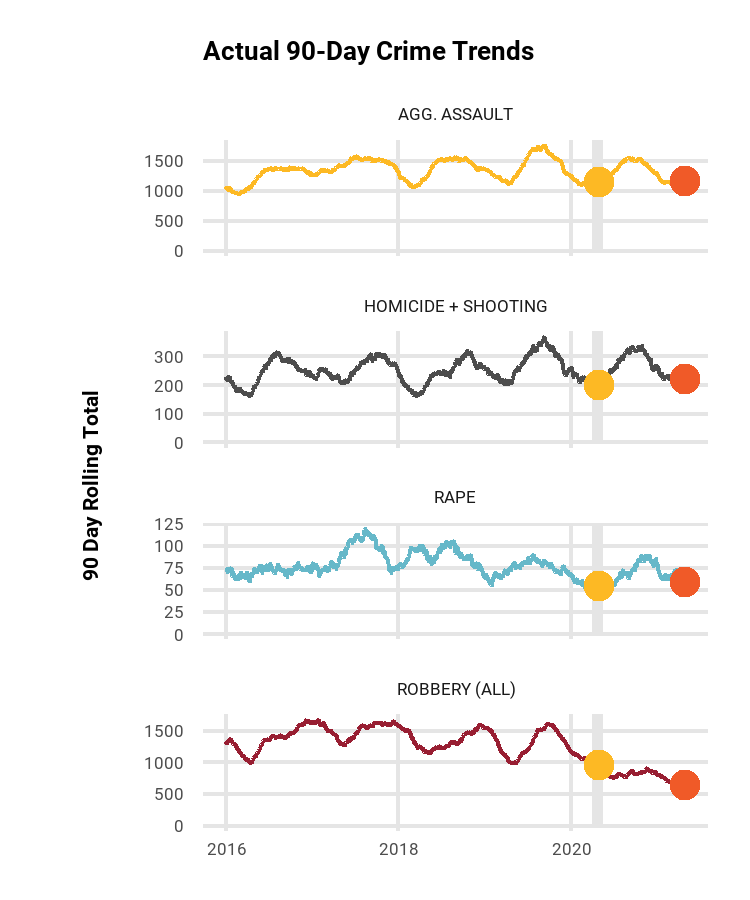 Actual 90-Day Crime Trends
90 Day Rolling Total
AGG. ASSAULT
1500
1000
500
0
HOMICIDE + SHOOTING
300
200
100
0
RAPE
125
100
75
50
25
0
ROBBERY (ALL)
1500
1000
500
0
2016 2018 2020